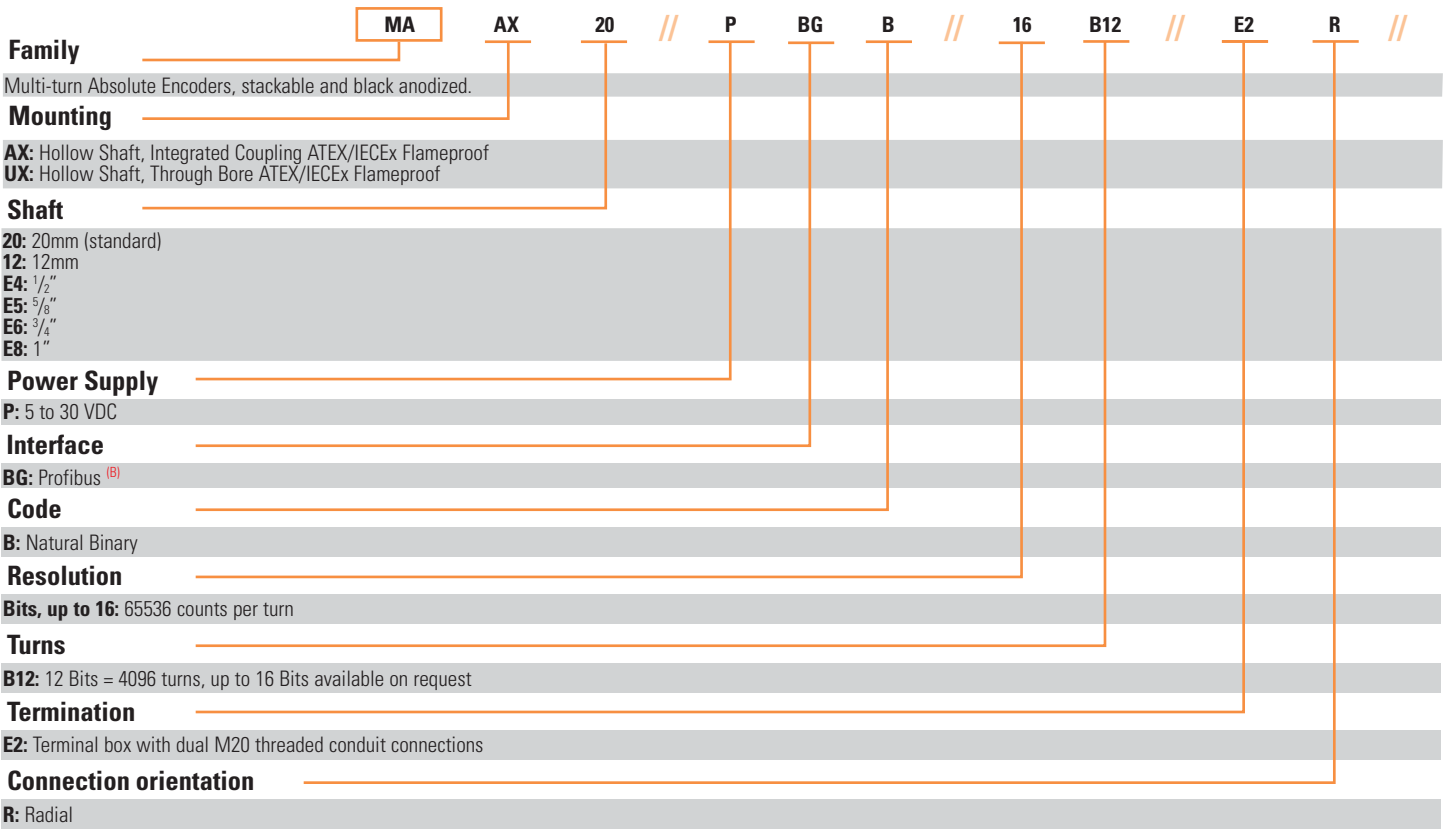 MA AX 20 // P BG B // 16 B12 // E2 R //
Family
Multi-turn Absolute Encoders, stackable and black anodized.
Mounting
AX: Hollow Shaft, Integrated Coupling ATEX/IECEx Flameproof
UX: Hollow Shaft, Through Bore ATEX/IECEx Flameproof
Shaft
20: 20mm (standard)
12: 12mm
E4: 1/2"
E5: 5/8"
E6: 3/4"
E8: 1"
Power Supply
P: 5 to 30 VDC
Interface
BG: Profibus (B)
Code
B: Natural Binary
Resolution
Bits, up to 16: 65536 counts per turn
Turns
B12: 12 Bits = 4096 turns, up to 16 Bits available on request
Termination
E2: Terminal box with dual M20 threaded conduit connections
Connection orientation
R: Radial